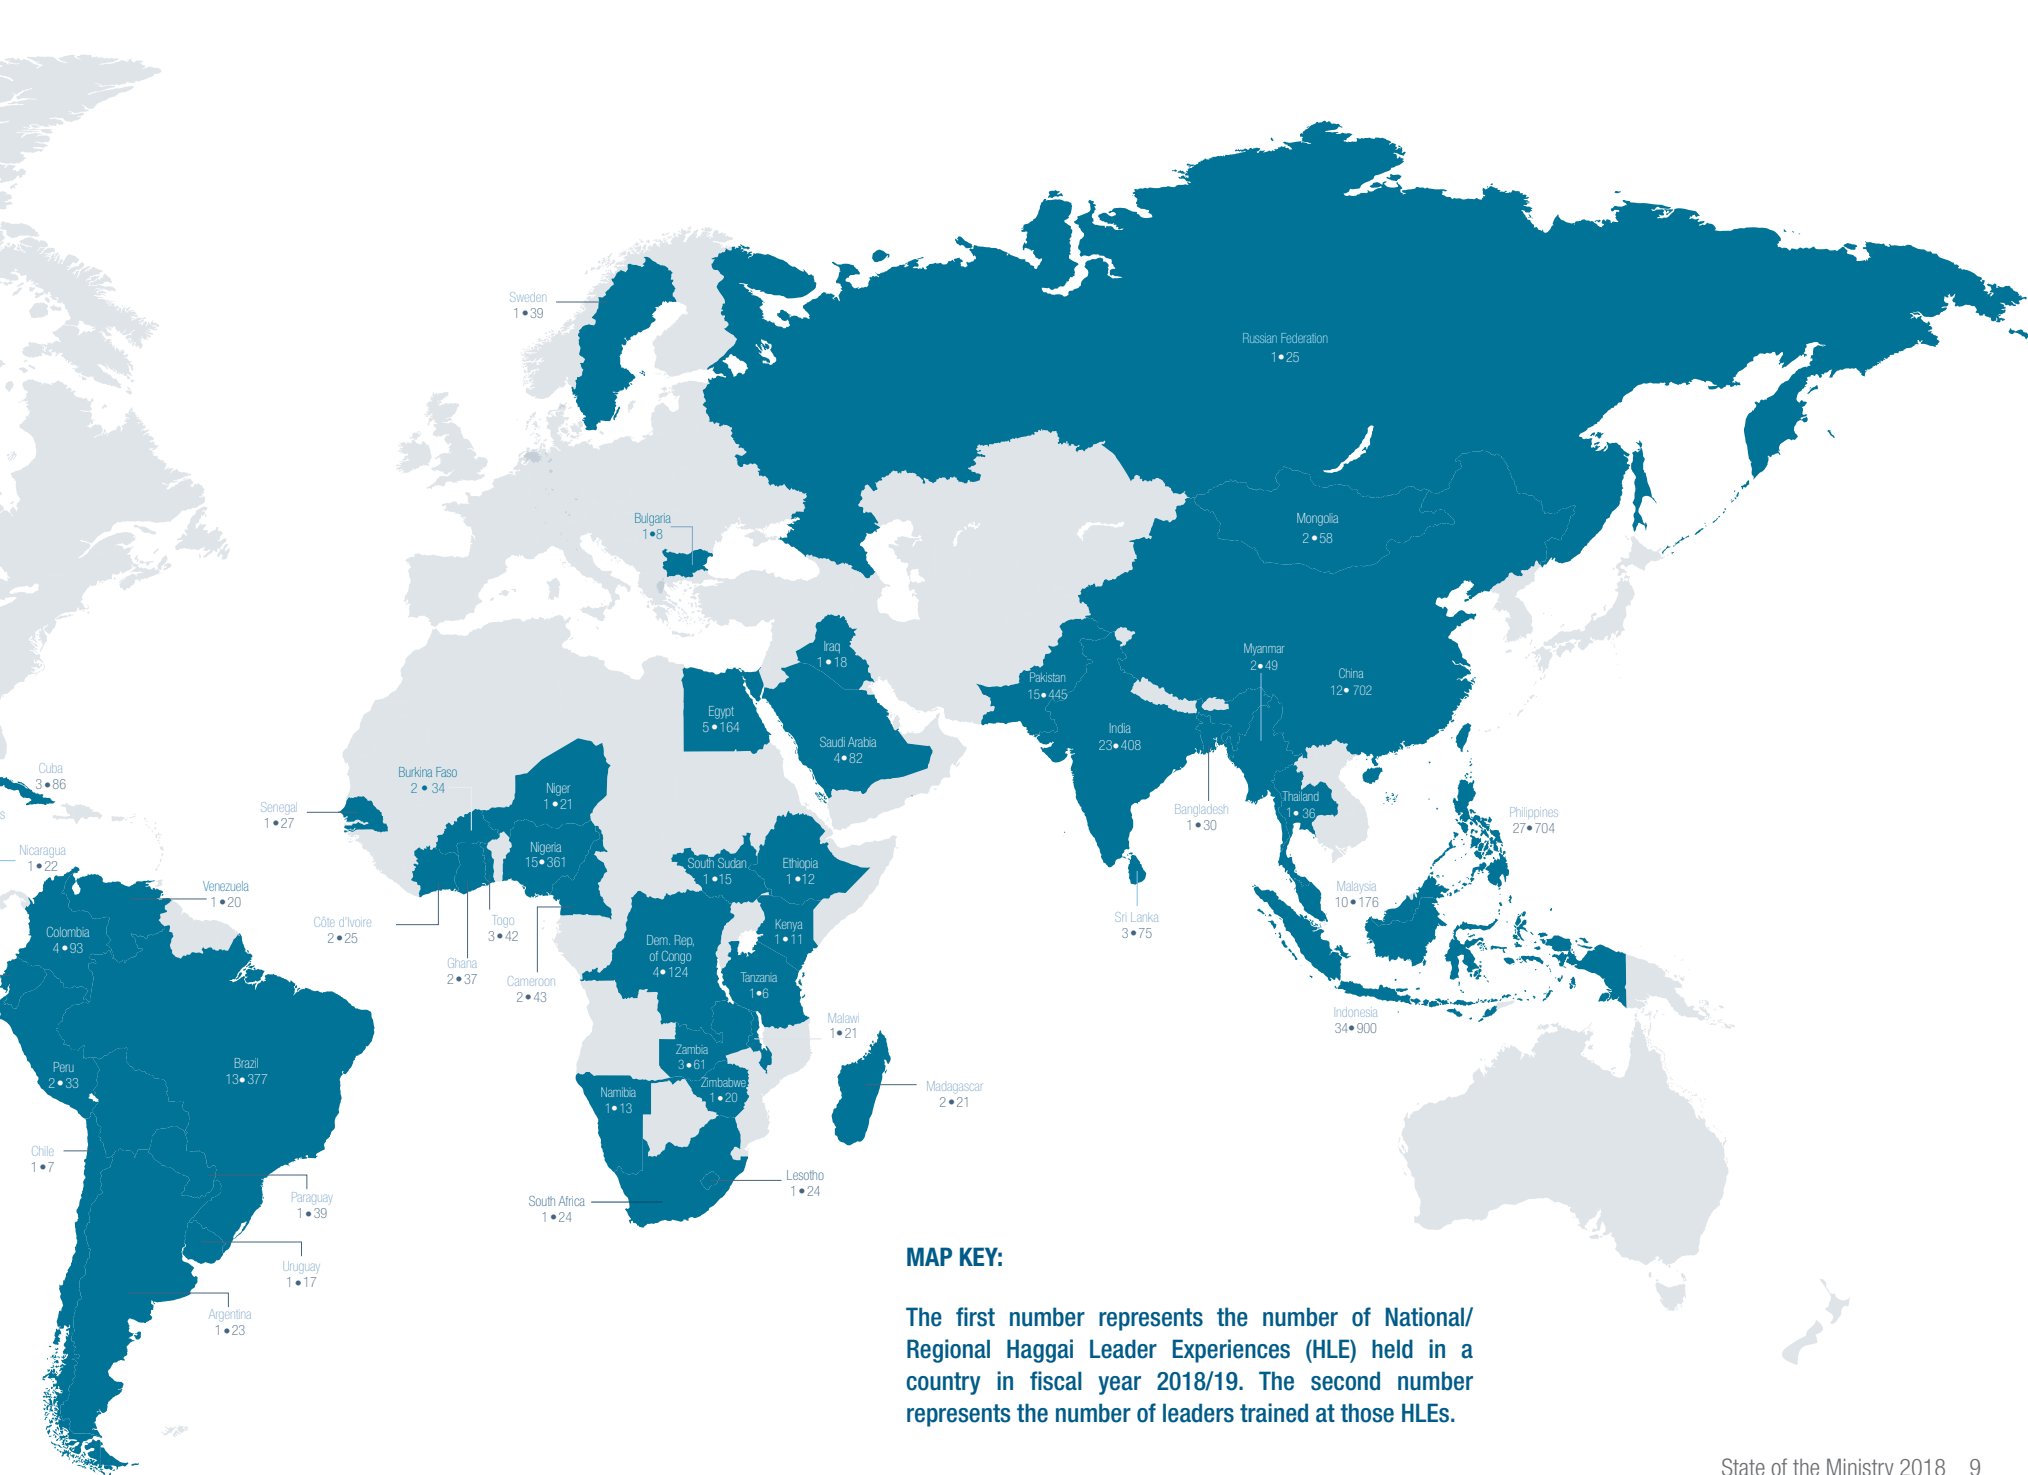 Sweden
1•39
Russian Federation
1•25
Bulgaria
1•8
Mongolia
2•58
Iraq
1•18
Myanmar
2•49
Pakistan
15•445
China
12•702
Egypt
5•164
India
23•408
Saudi Arabia
4•82
Cuba
3•86
Burkina Faso
2•34
Niger
1•21
Senegal
1•27
Thailand
1•36
Bangladesh
1•30
Philippines
27•704
s
Nicaragua
1•22
Nigeria
15•361
South Sudan
1•15
Ethiopia
1•12
Venezuela
1•20
Malaysia
10•176
Côte d'Ivoire
2•25
Togo
3•42
Colombia
4•93
Kenya
1•11
Sri Lanka
3•75
Dem. Rep,
of Congo
4•124
Ghana
2•37
Cameroon
2•43
Tanzania
1•6
Malawi
1•21
Indonesia
34•900
Zambia
3•61
Peru
2•33
Brazil
13•377
Zimbabwe
1•20
Namibia
1•13
Madagascar
2•21
Chile
1•7
Lesotho
1•24
Paraguay
1•39
South Africa
1•24
Uruguay
1•17
Argentina
1•23
MAP KEY:
The first number represents the number of National/
Regional Haggai Leader Experiences (HLE) held in a
country in fiscal year 2018/19. The second number
represents the number of leaders trained at those HLEs.
State of the Ministry 2018 9